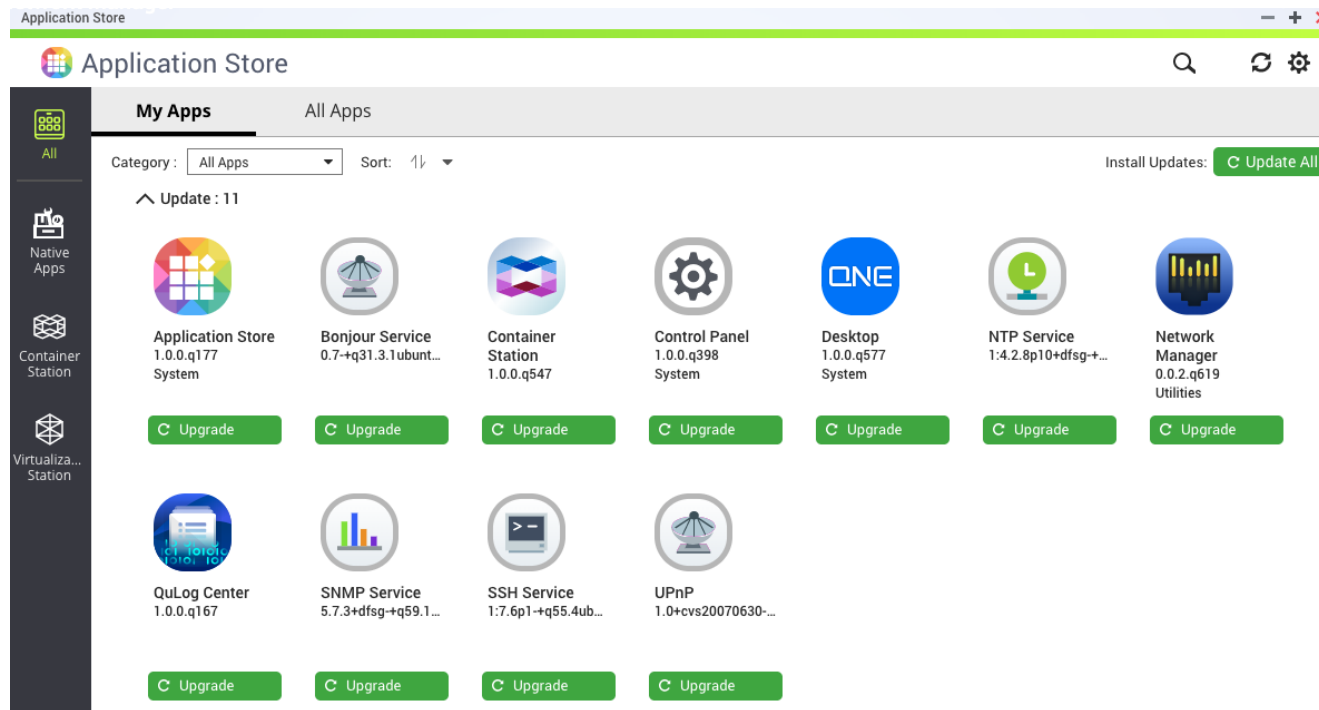 Application Store
Application Store
My Apps All Apps
All
Category : All Apps Sort: Install Updates: Update All
Update : 11
Native
Apps
Container
Station
Virtualiza...
Station
QNE
Application Store
1.0.0.q177
System
Bonjour Service
0.7-+q31.3.1ubunt...
Container
Station
1.0.0.q547
Control Panel
1.0.0.q398
System
Desktop
1.0.0.q577
System
NTP Service
1:4.2.8p10+dfsg-+...
Network
Manager
0.0.2.q619
Utilities
Upgrade Upgrade Upgrade Upgrade Upgrade Upgrade Upgrade
QuLog Center
1.0.0.q167
SNMP Service
5.7.3+dfsg-+q59.1...
SSH Service
1:7.6p1-+q55.4ub...
UPnP
1.0+cvs20070630-...
Upgrade Upgrade Upgrade Upgrade